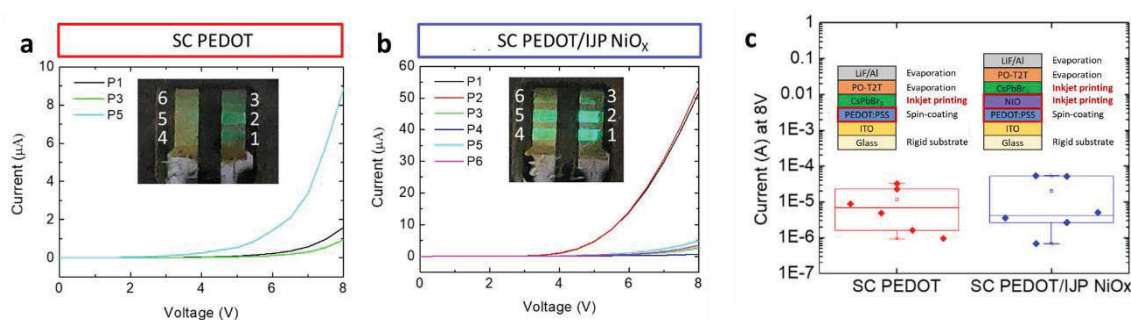 a
SC PEDOT
Current (µA)
10
8
6
4
2
0
6
5
4
3
2
1
P1
P3
P5
0
2
4
6
8
Voltage (V)
b
SC PEDOT/IJP NiOX
Current (µA)
60
50
40
30
20
10
0
6
5
4
3
2
1
P1
P2
P3
P4
P5
P6
0
2
4
6
8
Voltage (V)
c
Current (A) at 8V
1
0.1
0.01
1E-3
1E-4
1E-5
1E-6
1E-7
LiF/Al Evaporation
PO-T2T Evaporation
CsPbBr3 Inkjet printing
PEDOT:PSS Spin-coating
ITO
Glass Rigid substrate
LiF/Al Evaporation
PO-T2T Evaporation
CsPbBr3 Inkjet printing
NIO Inkjet printing
PEDOT:PSS Spin-coating
ITO
Glass Rigid substrate
SC PEDOT
SC PEDOT/IJP NiOx